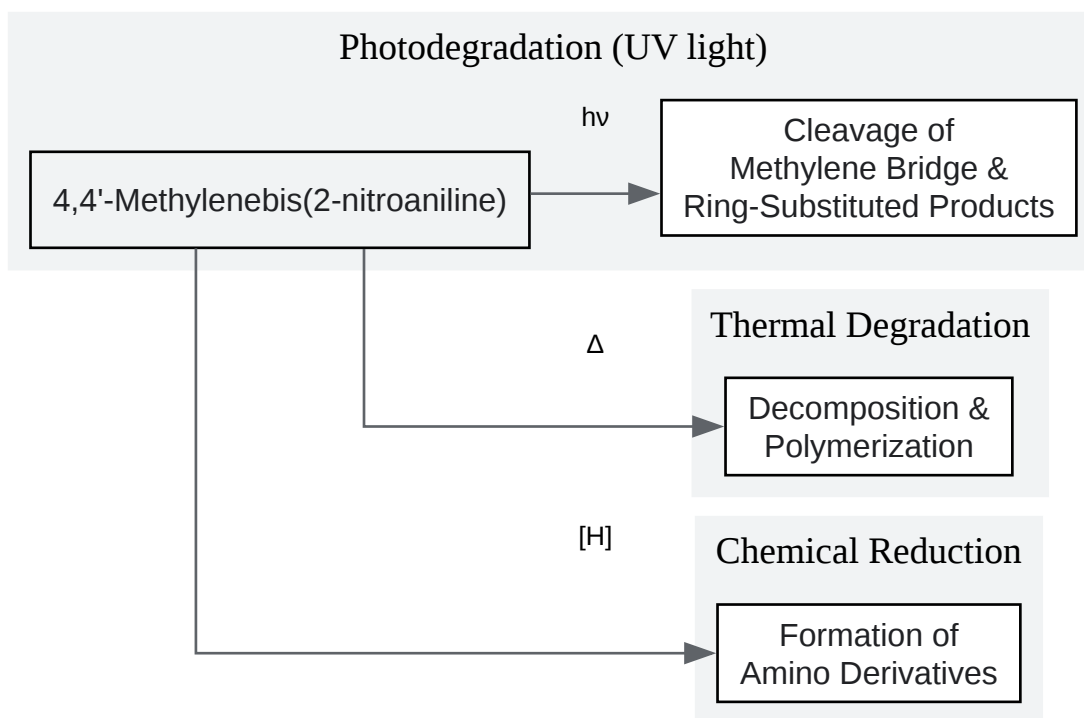 Photodegradation (UV light)
hν
Cleavage of
Methylene Bridge &
Ring-Substituted Products
4,4'-Methylenebis(2-nitroaniline)
Thermal Degradation
Δ
Decomposition &
Polymerization
[H]
Chemical Reduction
Formation of
Amino Derivatives